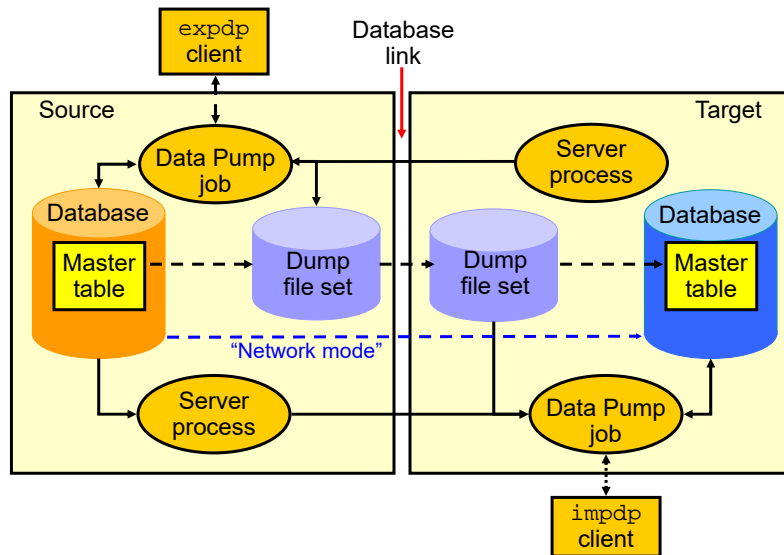 expdp
client
Database
link
Source
Target
Data Pump
job
Server
process
Database
Master
table
Dump
file set
Dump
file set
Database
Master
table
“Network mode”
Server
process
Data Pump
job
impdp
client